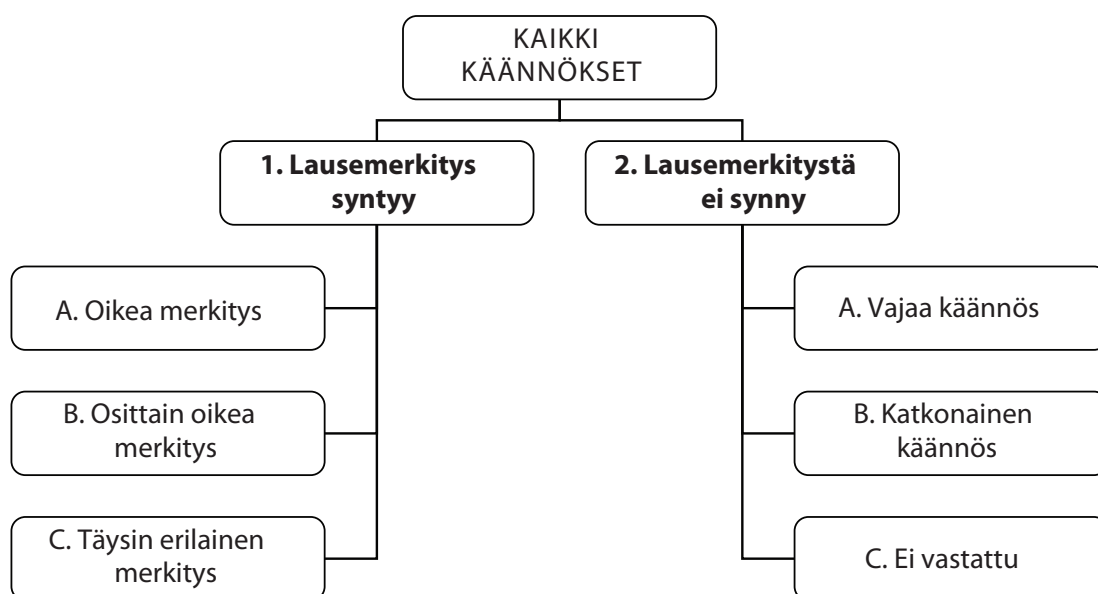 KAIKKI
KÄÄNNÖKSET
1. Lausemerkitys
syntyy
2. Lausemerkitystä
ei synny
A. Oikea merkitys
B. Osittain oikea
merkitys
C. Täysin erilainen
merkitys
A. Vajaa käännös
B. Katkonainen
käännös
C. Ei vastattu